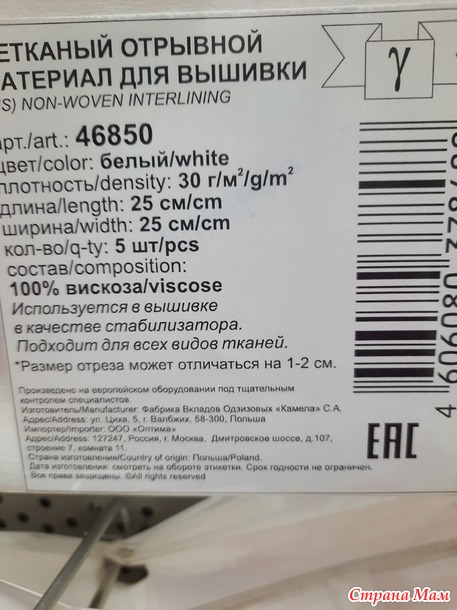 ЕТКАНЫЙ ОТРЫВНОЙ
АТЕРИАЛ ДЛЯ ВЫШИВКИ
S) NON-WOVEN INTERLINING
γ
арт./art.: 46850
цвет/color: белый/white
плотность/density: 30 г/м²/g/m²
длина/length: 25 см/cm
ширина/width: 25 см/cm
кол-во/q-ty: 5 шт/pcs
состав/composition:
100% вискоза/viscose
Используется в вышивке
в качестве стабилизатора.
Подходит для всех видов тканей.
*Размер отреза может отличаться на 1-2 см.
Произведено на европейском оборудовании под тщательным
контролем специалистов.
Изготовитель/Manufacturer: Фабрика Вкладов Одзизовых «Камела» С.А.
Адрес/Address: ул. Циха, 5, г. Валбжих, 58-300, Польша
Импортер/Importer: ООО «Оптима»
Адрес/Address: 127247, Россия, г. Москва, Дмитровское шоссе, д.107,
строение 7, комната 11.
Страна изготовления/Country of origin: Польша/Poland.
Дата изготовления: смотреть на обороте этикетки. Срок годности не ограничен.
Все права защищены. ©All rights reserved
EAC
Страна Мам